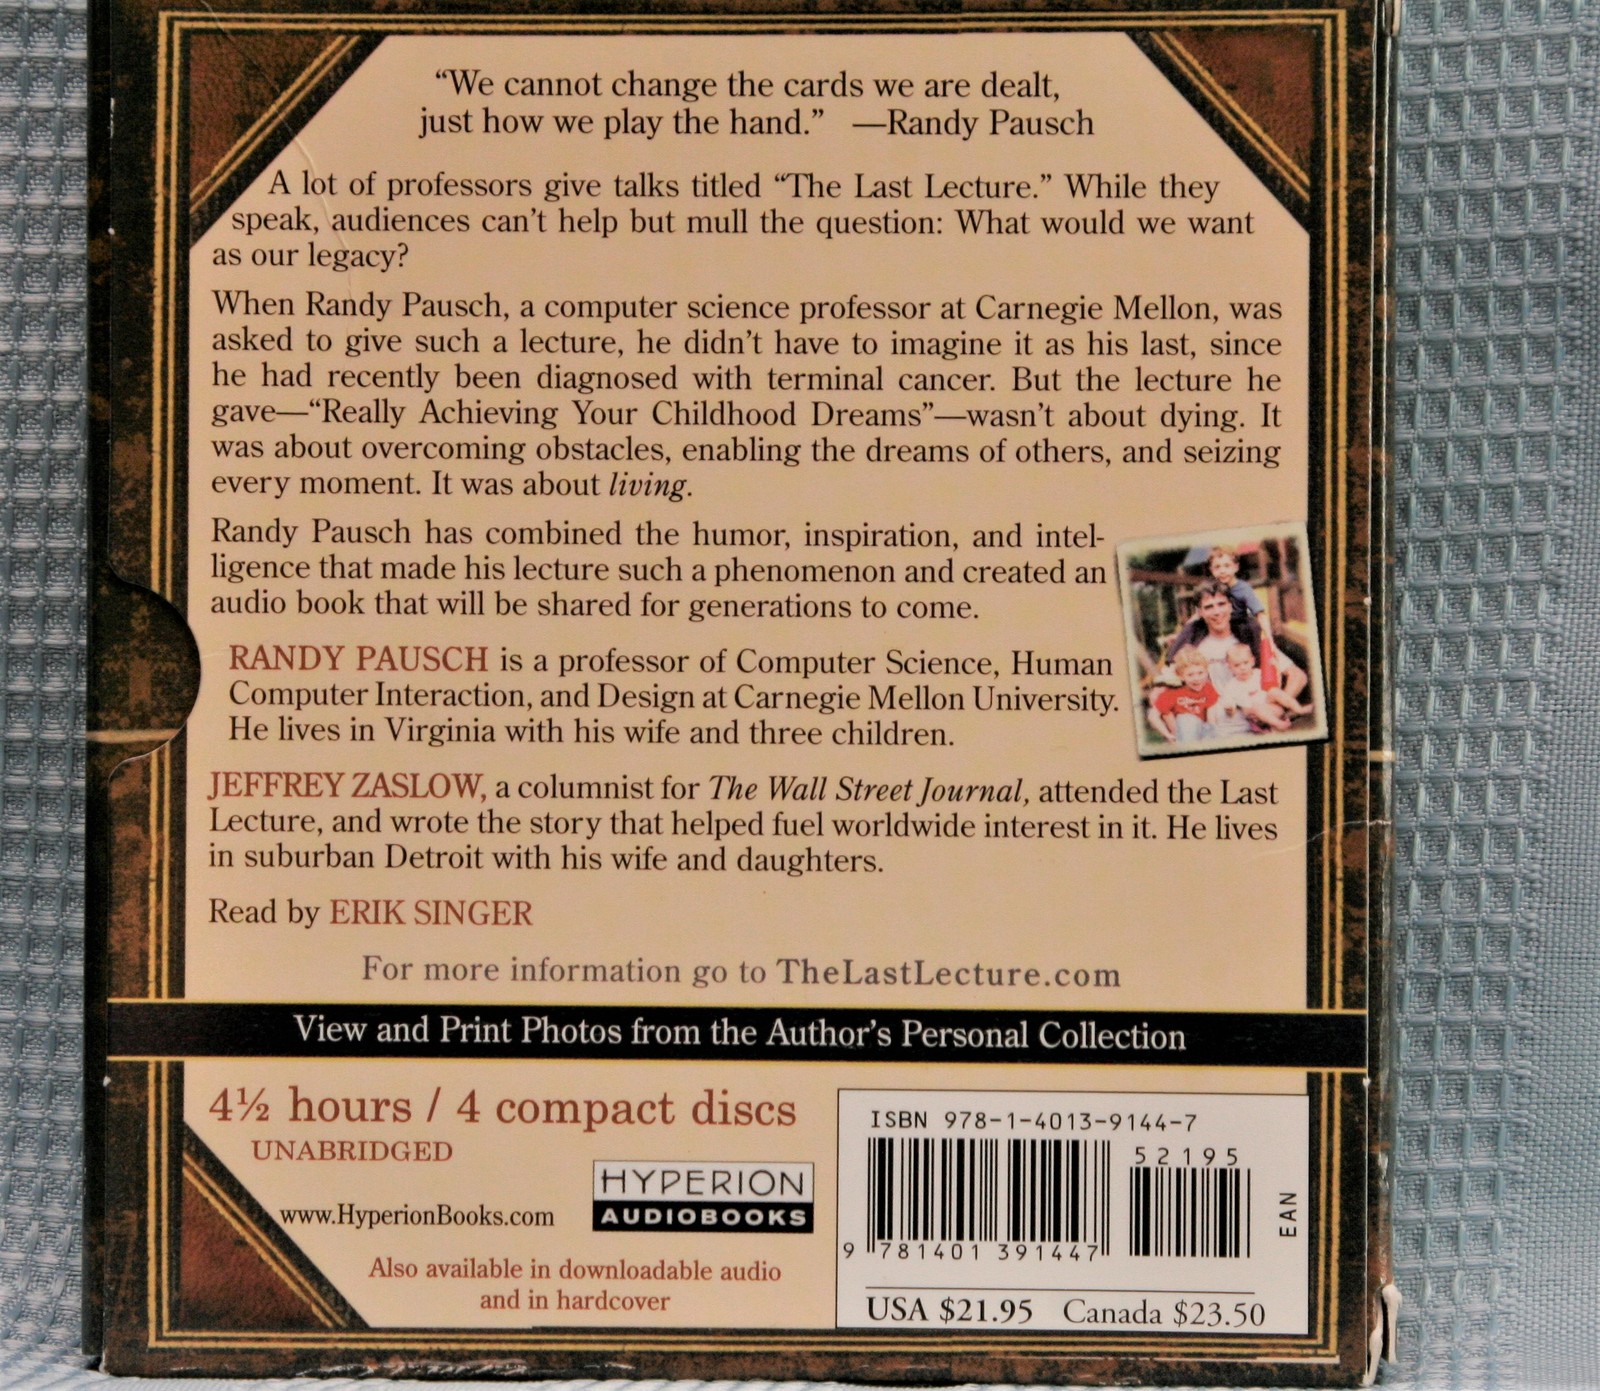 “We cannot change the cards we are dealt,
just how we play the hand.” —Randy Pausch
A lot of professors give talks titled “The Last Lecture.” While they
speak, audiences can’t help but mull the question: What would we want
as our legacy?
When Randy Pausch, a computer science professor at Carnegie Mellon, was
asked to give such a lecture, he didn’t have to imagine it as his last, since
he had recently been diagnosed with terminal cancer. But the lecture he
gave—“Really Achieving Your Childhood Dreams”—wasn’t about dying. It
was about overcoming obstacles, enabling the dreams of others, and seizing
every moment. It was about living.
Randy Pausch has combined the humor, inspiration, and intel-
ligence that made his lecture such a phenomenon and created an
audio book that will be shared for generations to come.
RANDY PAUSCH is a professor of Computer Science, Human
Computer Interaction, and Design at Carnegie Mellon University.
He lives in Virginia with his wife and three children.
JEFFREY ZASLOW, a columnist for The Wall Street Journal, attended the Last
Lecture, and wrote the story that helped fuel worldwide interest in it. He lives
in suburban Detroit with his wife and daughters.
Read by ERIK SINGER
For more information go to TheLastLecture.com
View and Print Photos from the Author’s Personal Collection
4½ hours / 4 compact discs
UNABRIDGED
HYPERION
AUDIOBOOKS
www.HyperionBooks.com
Also available in downloadable audio
and in hardcover
ISBN 978-1-4013-9144-7
52195
9 781401 391447
EAN
USA $21.95 Canada $23.50